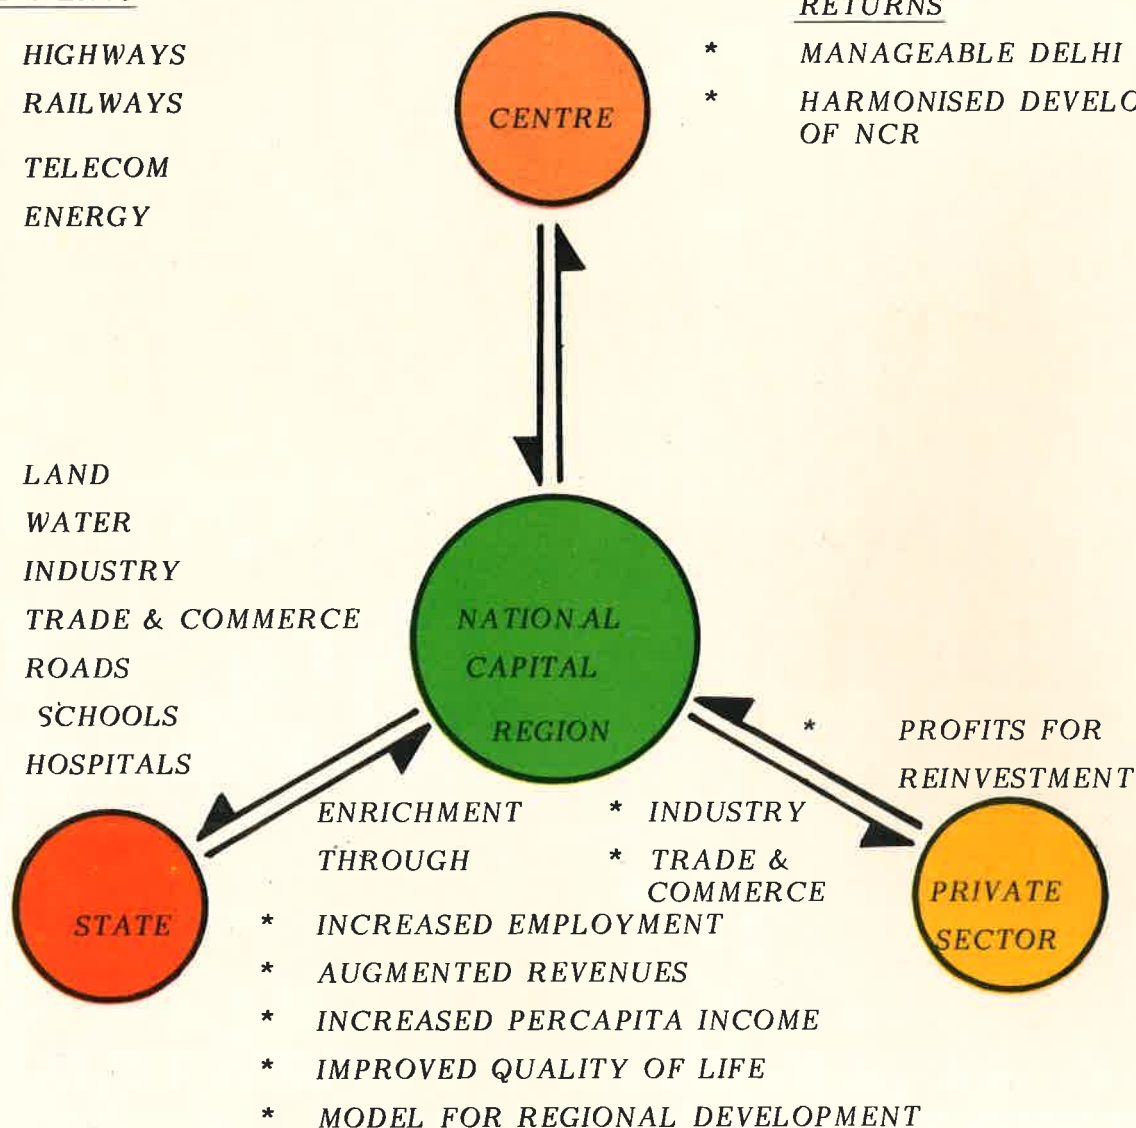 RETURNS
HIGHWAYS
RAILWAYS
TELECOM
ENERGY
CENTRE
* MANAGEABLE DELHI
* HARMONISED
OF NCR
LAND
WATER
INDUSTRY
TRADE & COMMERCE
ROADS
SCHOOLS
HOSPITALS
NATIONAL
CAPITAL
REGION
* PROFITS FOR
REINVESTMENT
ENRICHMENT
THROUGH
* INDUSTRY
* TRADE &
COMMERCE
STATE
PRIVATE
SECTOR
* INCREASED EMPLOYMENT
* AUGMENTED REVENUES
* INCREASED PERCAPITA INCOME
* IMPROVED QUALITY OF LIFE
* MODEL FOR REGIONAL DEVELOPMENT